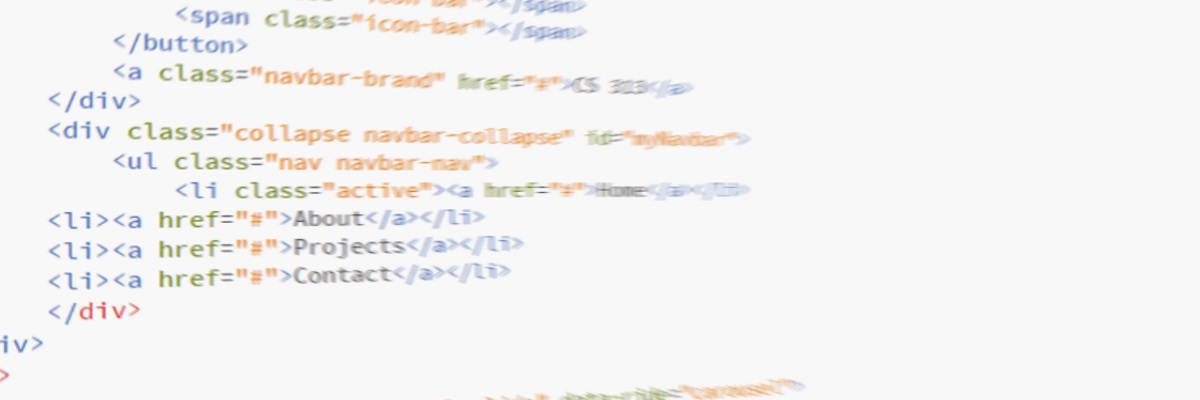 <span class="icon-bar"></span>
</button>
<a class="navbar-brand" href="#">CS 313</a>
</div>
<div class="collapse navbar-collapse" id="myNavbar">
<ul class="nav navbar-nav">
<li class="active"><a href="#">Home</a></li>
<li><a href="#">About</a></li>
<li><a href="#">Projects</a></li>
<li><a href="#">Contact</a></li>
</div>
iv>
>
"carousel">